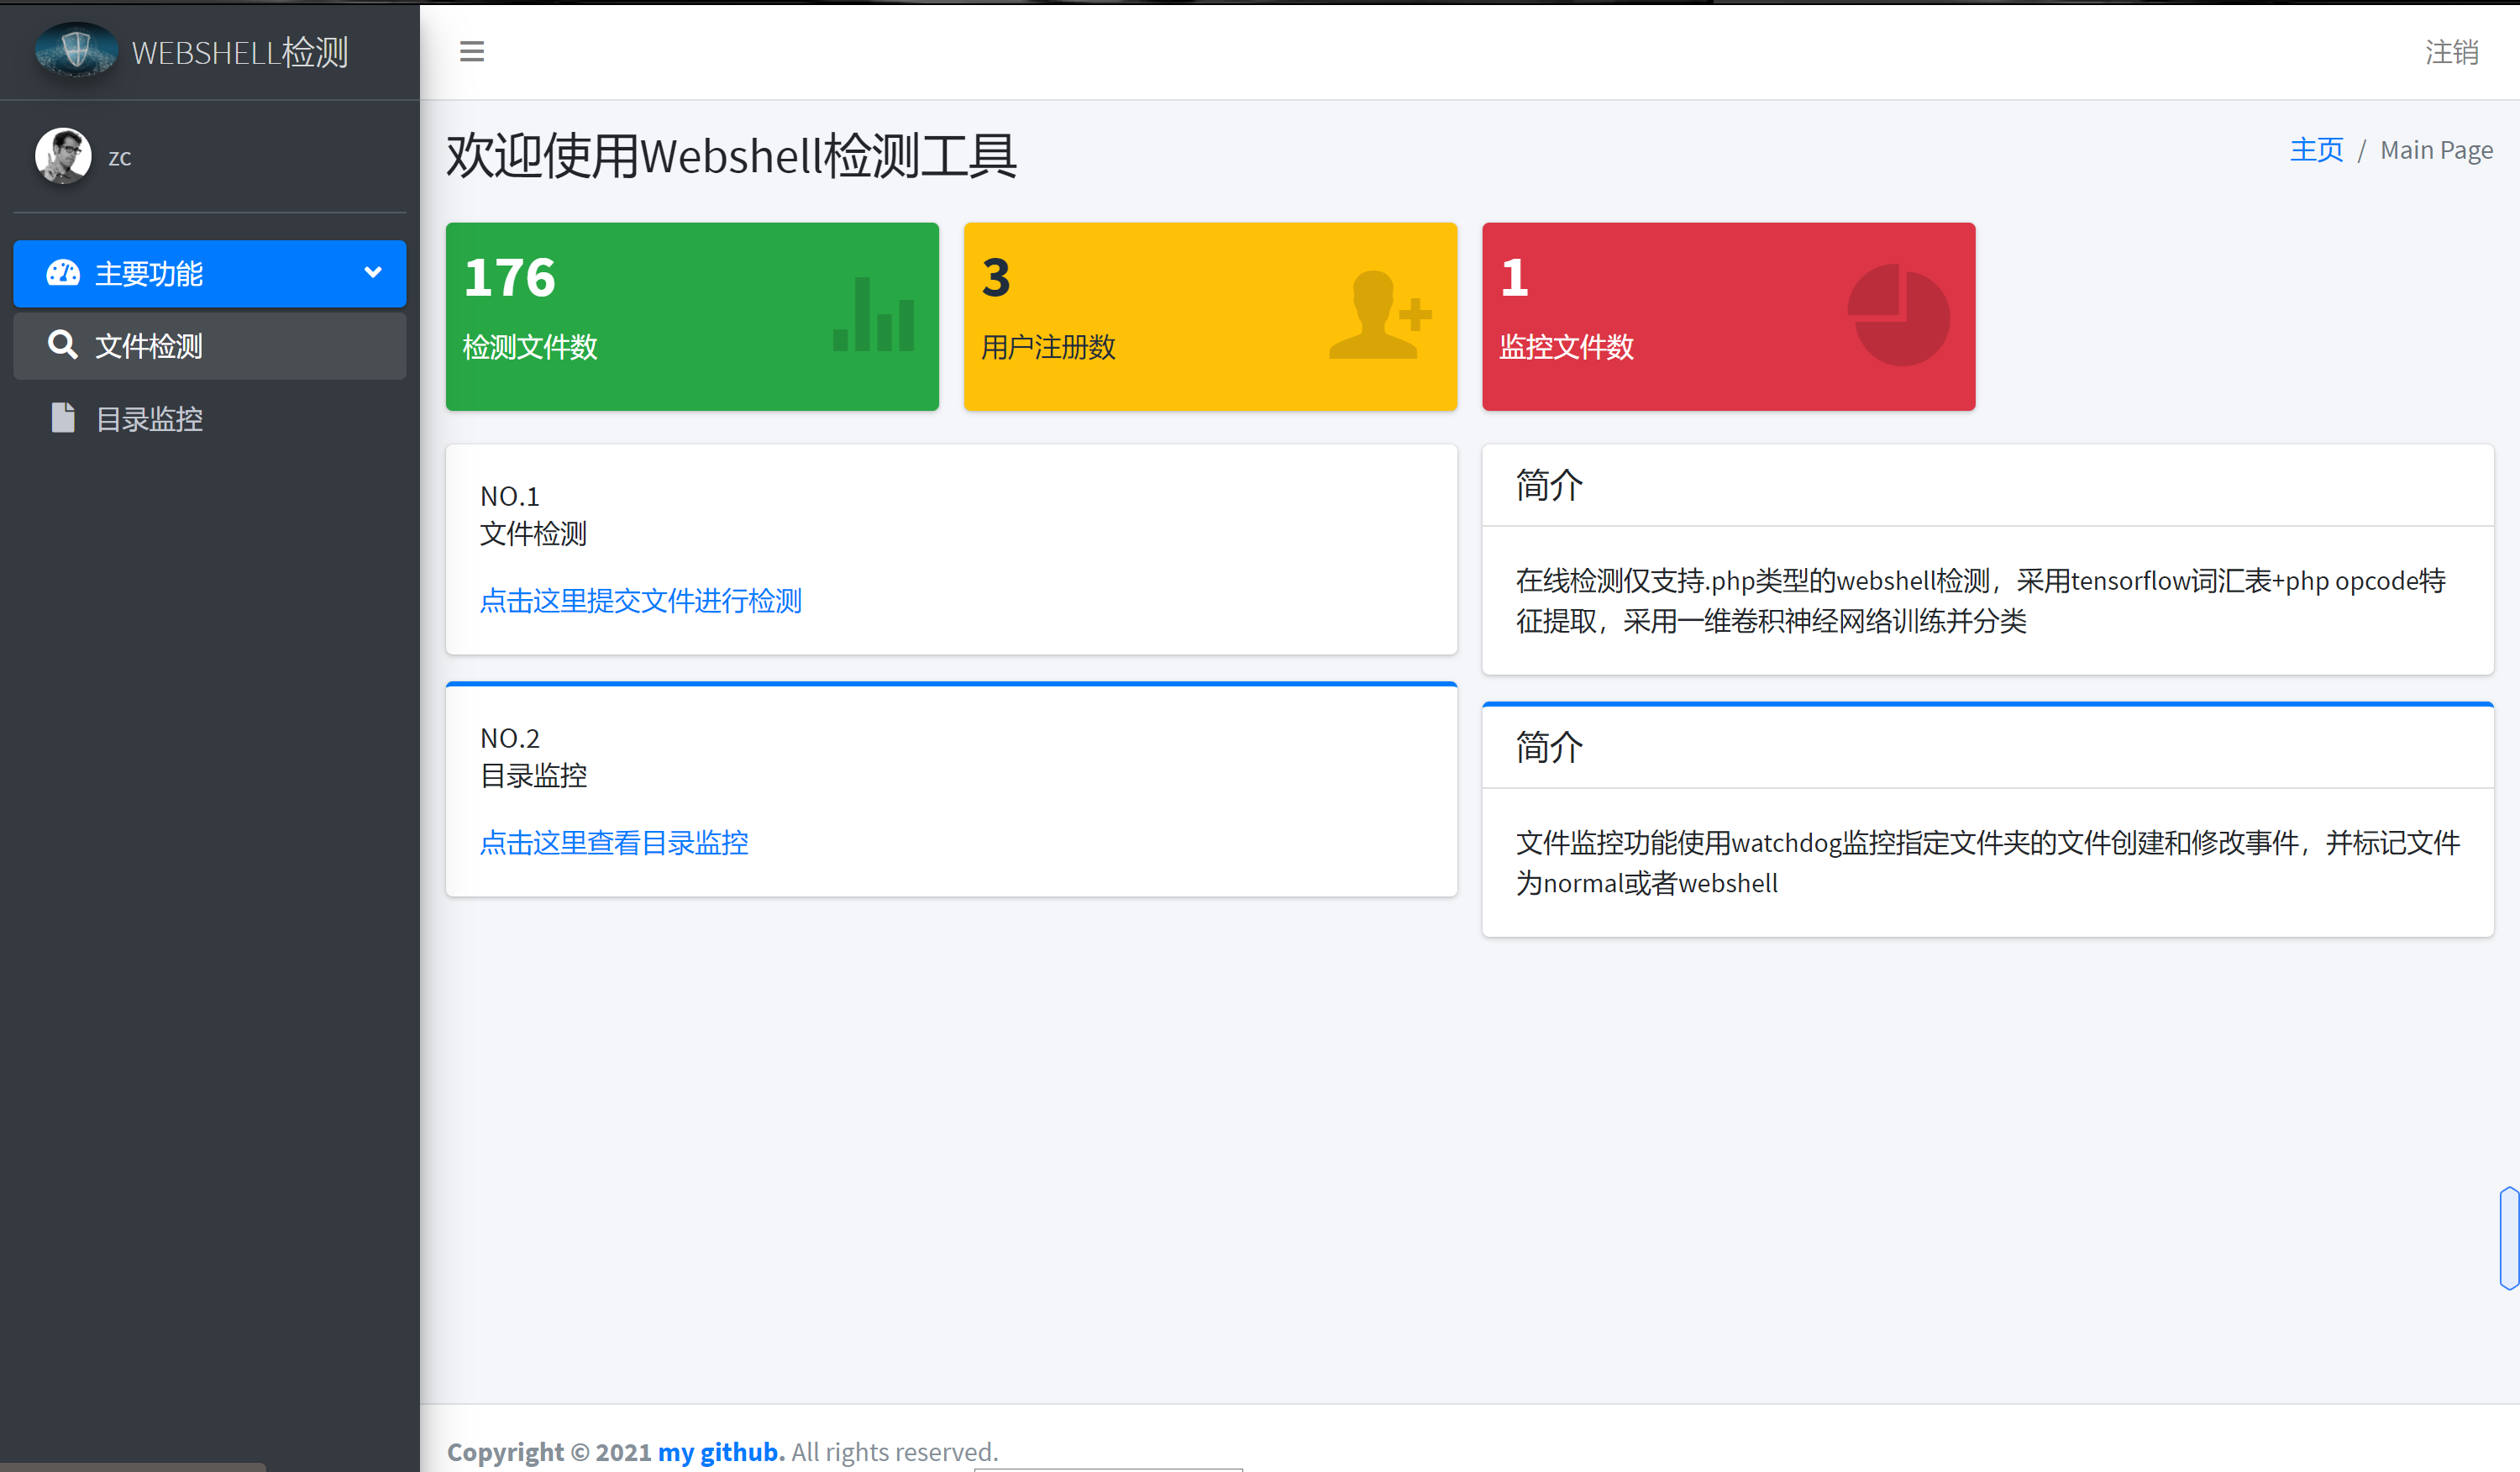 WEBSHELL检测
注销
zc
主要功能
文件检测
目录监控
欢迎使用Webshell检测工具
主页 / Main Page
176
检测文件数
3
用户注册数
1
监控文件数
NO.1
文件检测
点击这里提交文件进行检测
简介
在线检测仅支持.php类型的webshell检测，采用tensorflow词汇表+php opcode特
征提取，采用一维卷积神经网络训练并分类
NO.2
目录监控
点击这里查看目录监控
简介
文件监控功能使用watchdog监控指定文件夹的文件创建和修改事件，并标记文件
为normal或者webshell
Copyright © 2021 my github. All rights reserved.